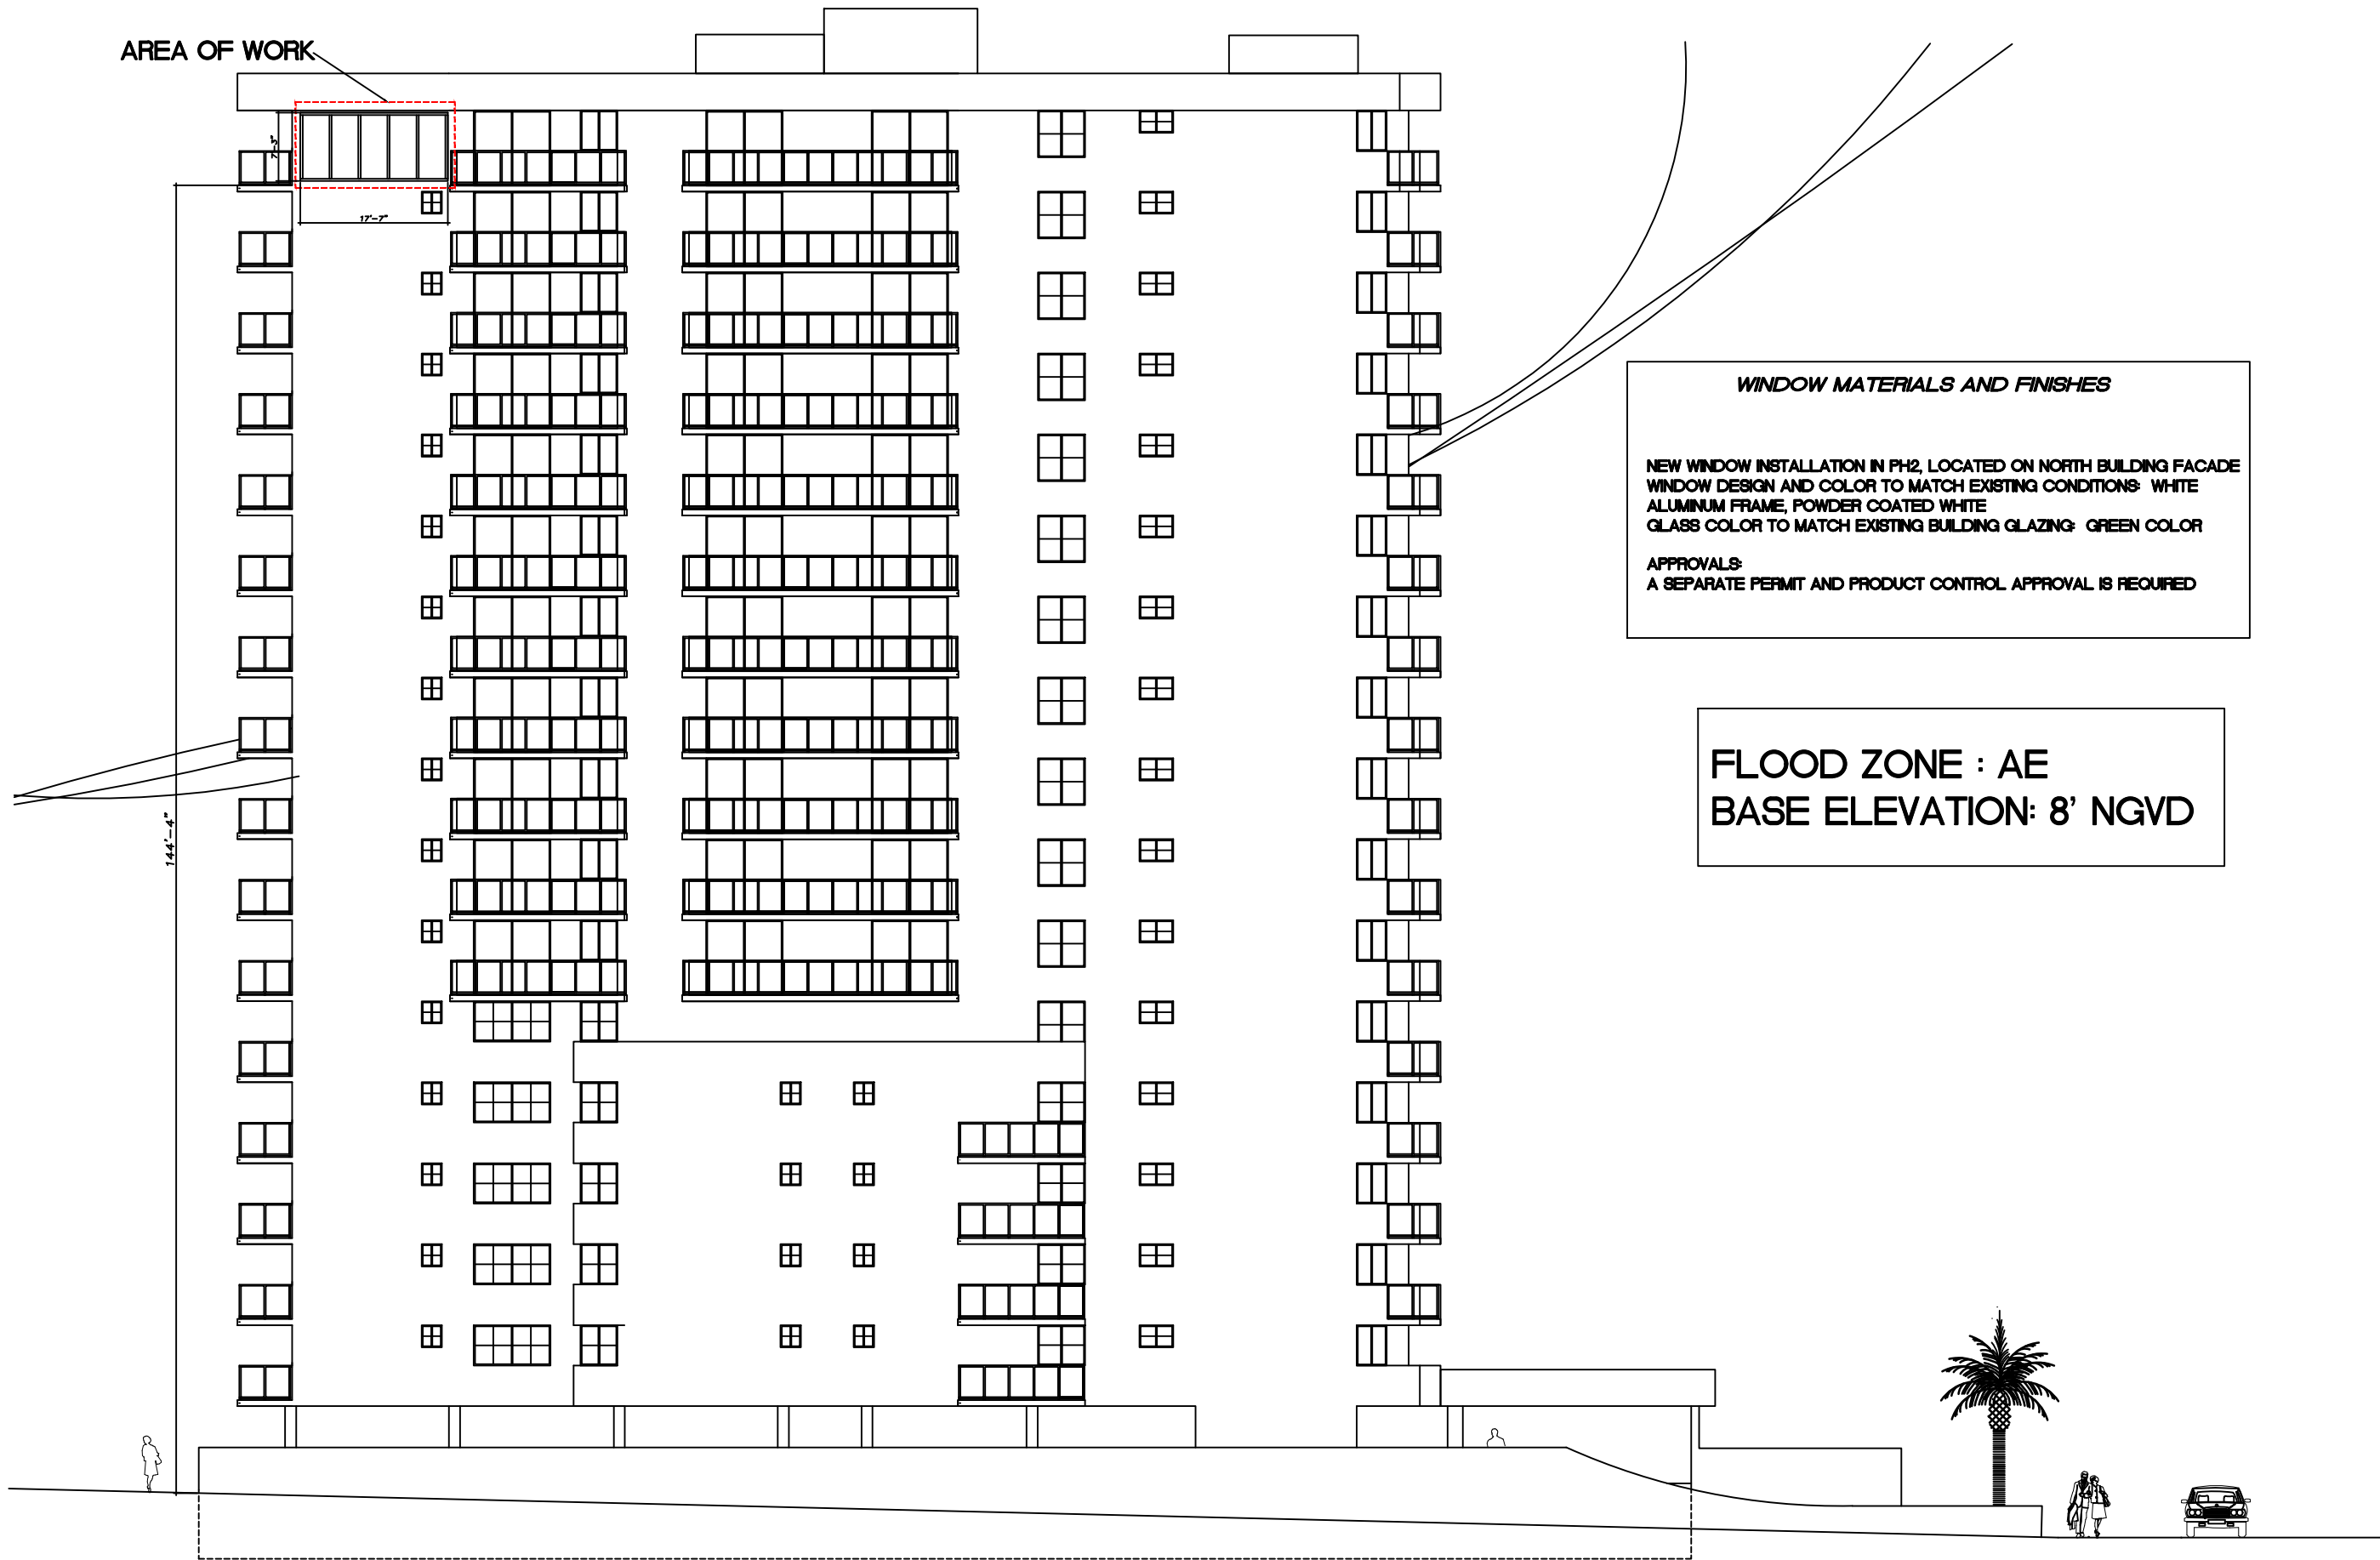 AREA OF WORK
7'-3"
17'-7"
144'-4"
WINDOW MATERIALS AND FINISHES
NEW WINDOW INSTALLATION IN PH2, LOCATED ON NORTH BUILDING FACADE
WINDOW DESIGN AND COLOR TO MATCH EXISTING CONDITIONS: WHITE
ALUMINUM FRAME, POWDER COATED WHITE
GLASS COLOR TO MATCH EXISTING BUILDING GLAZING: GREEN COLOR
APPROVALS:
A SEPARATE PERMIT AND PRODUCT CONTROL APPROVAL IS REQUIRED
FLOOD ZONE : AE
BASE ELEVATION: 8' NGVD